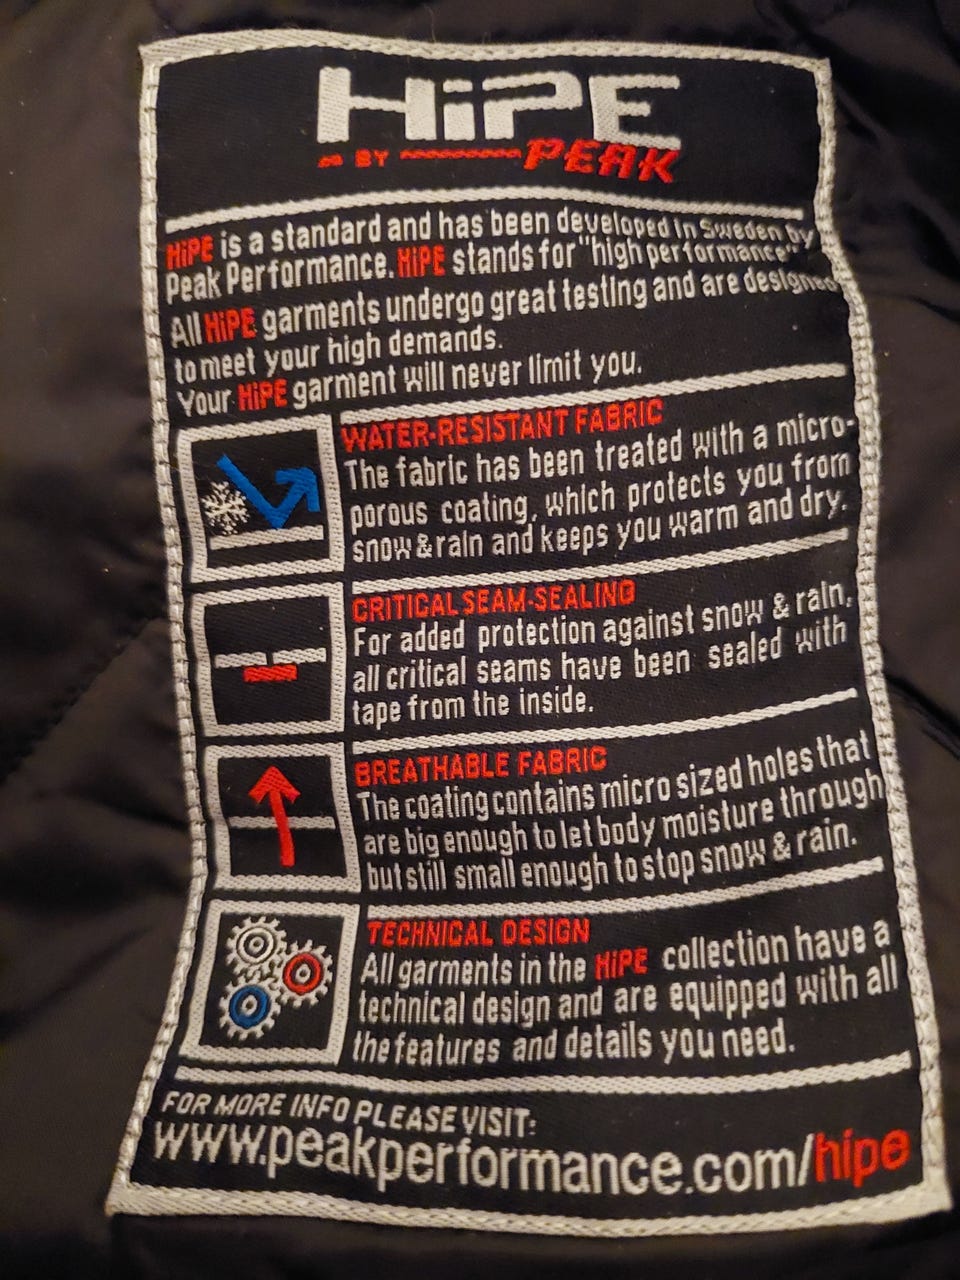 HiPE
BY PEAK
HiPE is a standard and has been developed in Sweden by
Peak Performance. HiPE stands for "high performance".
All HiPE garments undergo great testing and are designed
to meet your high demands.
Your HiPE garment will never limit you.
WATER-RESISTANT FABRIC
The fabric has been treated with a micro-
porous coating, which protects you from
snow & rain and keeps you warm and dry.
CRITICAL SEAM-SEALING
For added protection against snow & rain,
all critical seams have been sealed with
tape from the inside.
BREATHABLE FABRIC
The coating contains micro sized holes that
are big enough to let body moisture through
but still small enough to stop snow & rain.
TECHNICAL DESIGN
All garments in the HiPE collection have a
technical design and are equipped with all
the features and details you need.
FOR MORE INFO PLEASE VISIT:
www.peakperformance.com/hipe